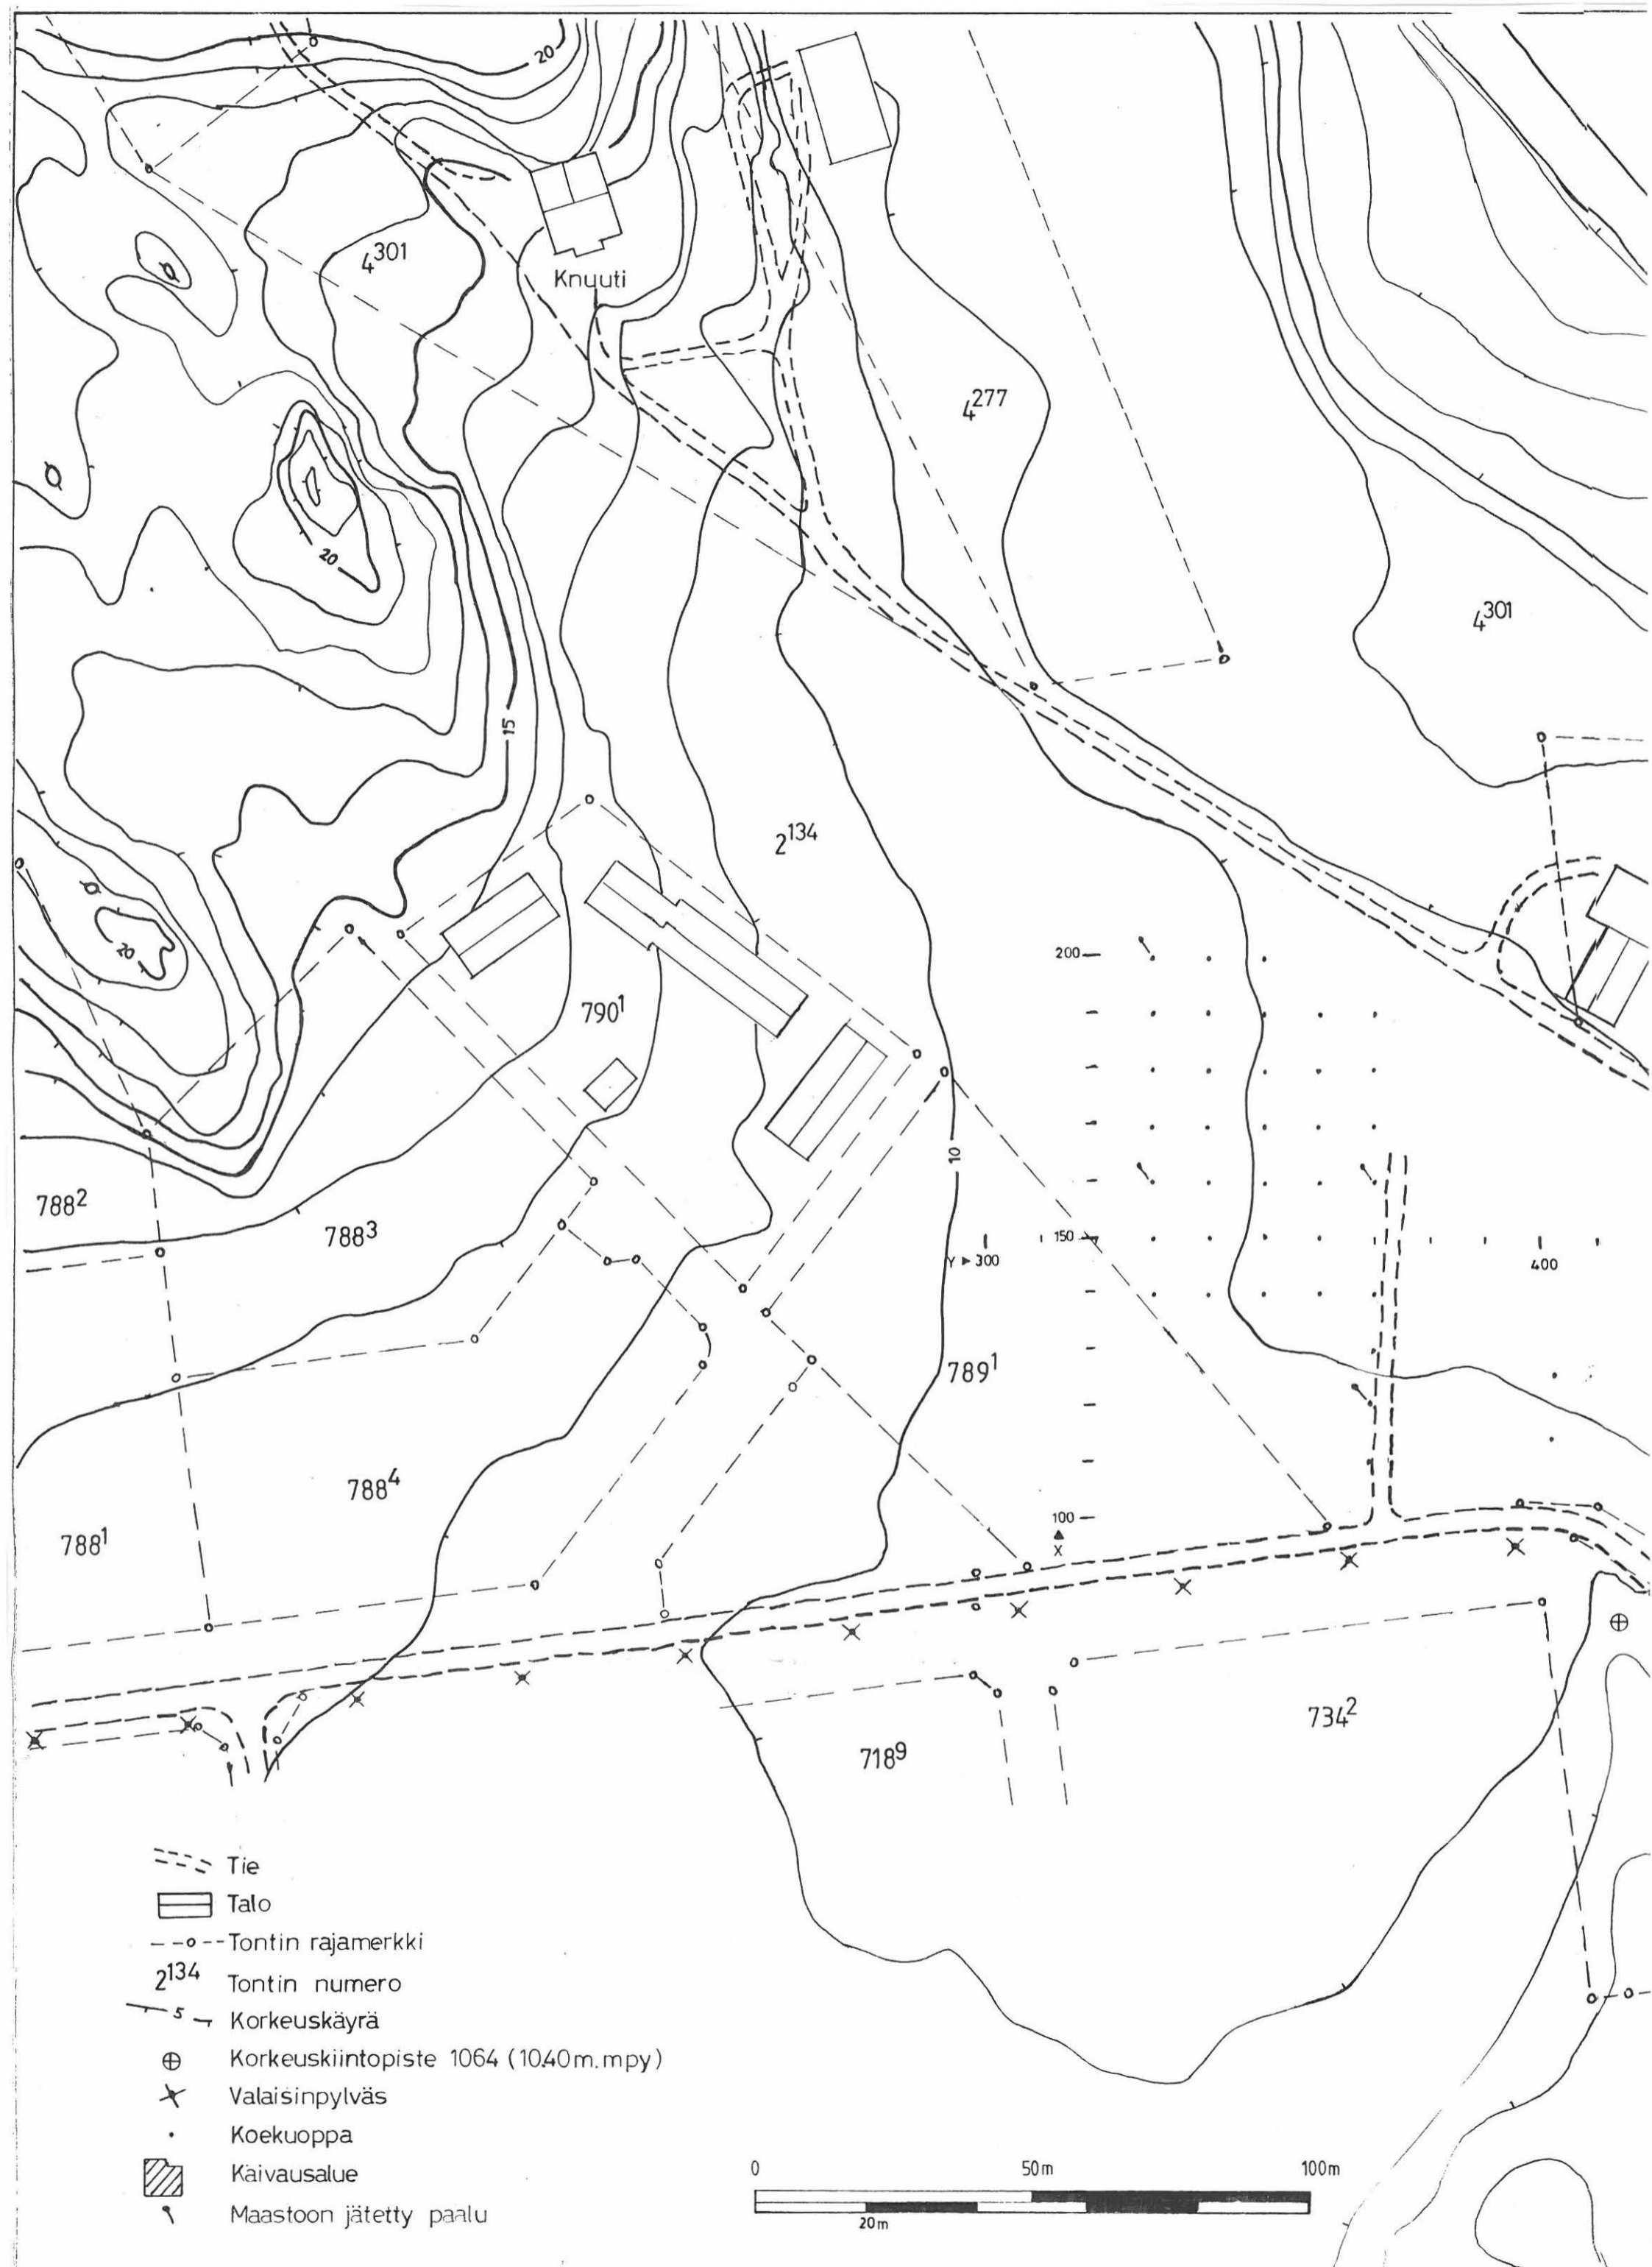 20
4301
Knuuti
4277
20
4301
15
2134
20
200
7901
10
7882
7883
150
Y ► 300
400
7891
7884
100
X
7881
7342
7189
Tie
Talo
Tontin rajamerkki
2134 Tontin numero
5 Korkeuskäyrä
Korkeuskiintopiste 1064 (10.40m.mpy)
Valaisinpylväs
Koekuoppa
Kaivausalue
Maastoon jätetty paalu
0 50m 100m
20m